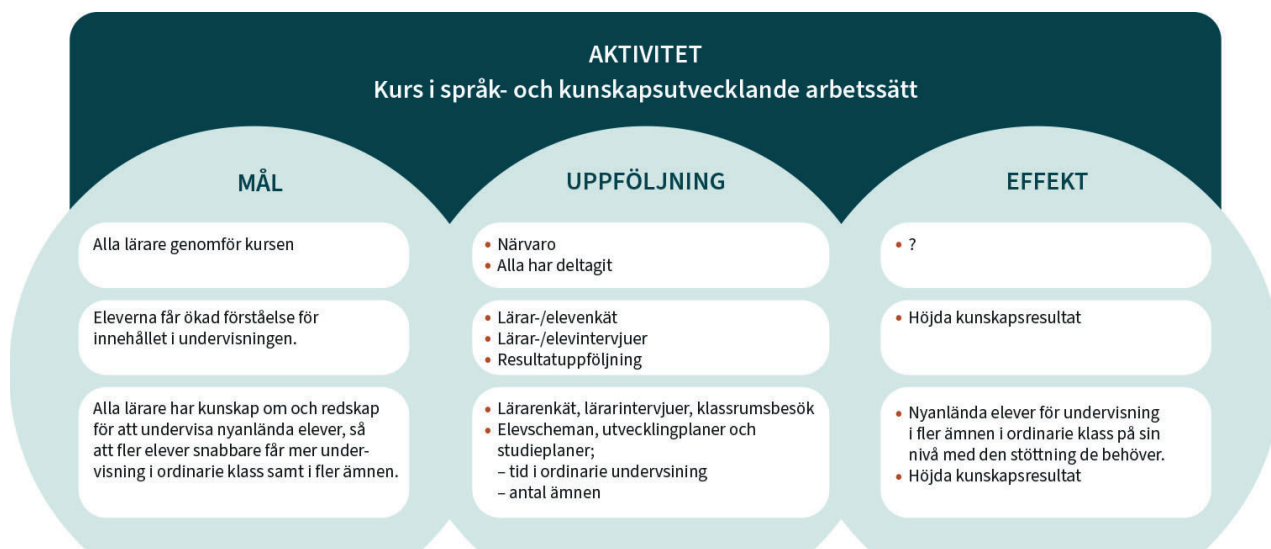 AKTIVITET
Kurs i språk- och kunskapsutvecklande arbetssätt
MÅL
Alla lärare genomför kursen
Eleverna får ökad förståelse för
innehållet i undervisningen.
Alla lärare har kunskap om och redskap
för att undervisa nyanlända elever, så
att fler elever snabbare får mer under-
visning i ordinarie klass samt i fler ämnen.
UPPFÖLJNING
• Närvaro
• Alla har deltagit
• Lärar-/elevenkät
• Lärar-/elevintervjuer
• Resultatuppföljning
• Lärarenkät, lärarintervjuer, klassrumsbesök
• Elevscheman, utvecklingplaner och
studieplaner;
– tid i ordinarie undervsining
– antal ämnen
EFFEKT
• ?
• Höjda kunskapsresultat
• Nyanlända elever för undervisning
i fler ämnen i ordinarie klass på sin
nivå med den stöttning de behöver.
• Höjda kunskapsresultat